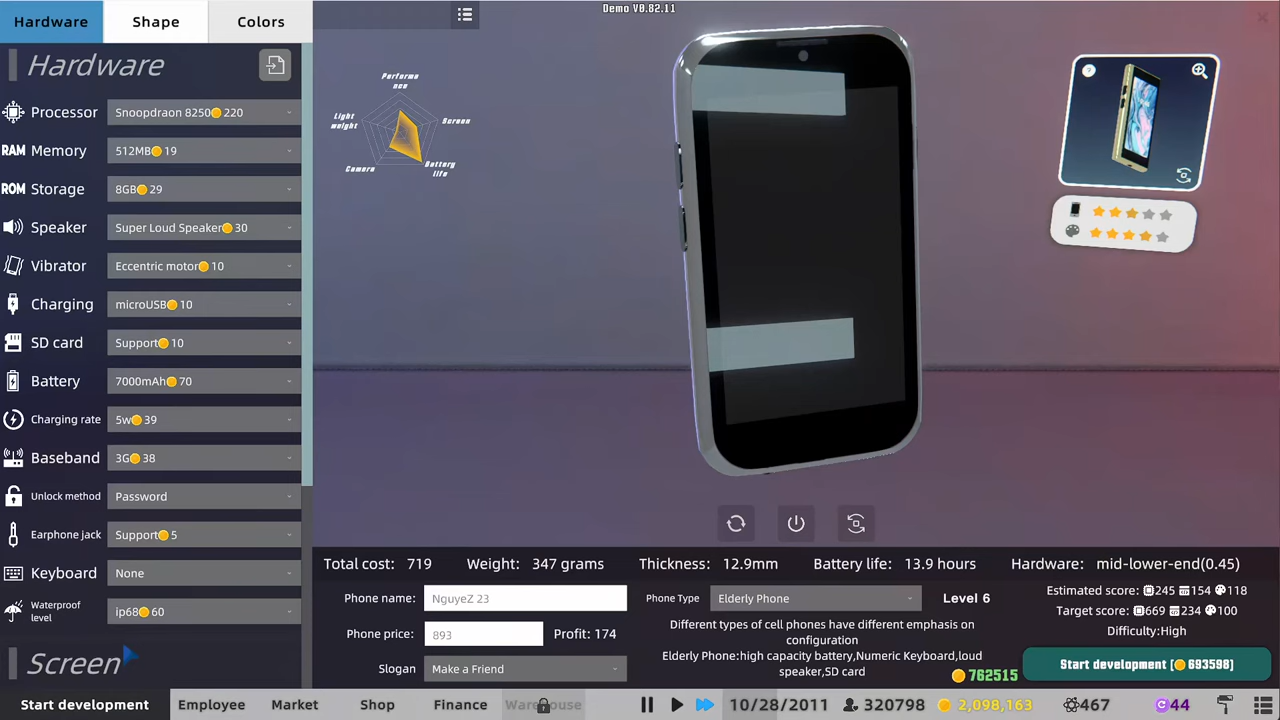 Hardware
Shape
Colors
Demo V0.82.11
Hardware
Processor
Snoopdraon 8250 220
RAM Memory
512MB 19
ROM Storage
8GB 29
Speaker
Super Loud Speaker 30
Vibrator
Eccentric motor 10
Charging
microUSB 10
SD card
Support 10
Battery
7000mAh 70
Charging rate
5w 39
Baseband
3G 38
Unlock method
Password
Earphone jack
Support 5
Keyboard
None
Waterproof
level
ip68 60
Screen
Performa
nce
Light
weight
Screen
Camera
Battery
life
?
Total cost: 719
Weight: 347 grams
Thickness: 12.9mm
Battery life: 13.9 hours
Hardware: mid-lower-end(0.45)
Phone name:
NguyeZ 23
Phone Type
Elderly Phone
Level 6
Phone price:
893
Profit: 174
Slogan
Make a Friend
Different types of cell phones have different emphasis on
configuration
Elderly Phone:high capacity battery,Numeric Keyboard,loud
speaker,SD card
762515
Estimated score: 245 154 118
Target score: 669 234 100
Difficulty:High
Start development [ 693598]
Start development
Employee
Market
Shop
Finance
Warehouse
10/28/2011
320798
2,098,163
467
44